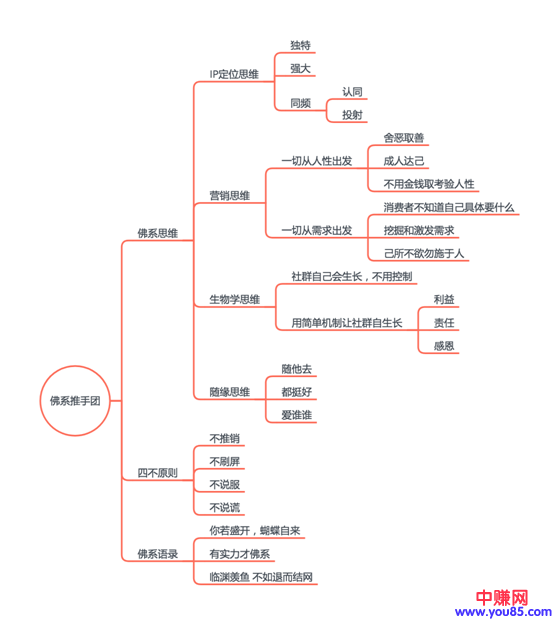 佛系推手团
佛系思维
IP定位思维
独特
强大
同频
认同
投射
营销思维
一切从人性出发
舍恶取善
成人达己
不用金钱取考验人性
一切从需求出发
消费者不知道自己具体要什么
挖掘和激发需求
己所不欲勿施于人
生物学思维
社群自己会生长，不用控制
用简单机制让社群自生长
利益
责任
感恩
随缘思维
随他去
都挺好
爱谁谁
四不原则
不推销
不刷屏
不说服
不说谎
佛系语录
你若盛开，蝴蝶自来
有实力才佛系
临渊羡鱼 不如退而结网
中赚网
www.you85.com